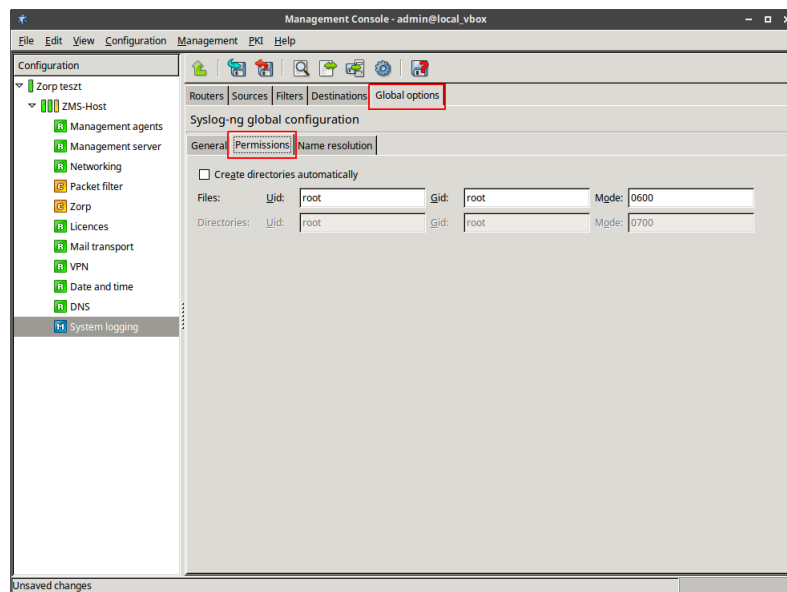 Management Console - admin@local_vbox
File Edit View Configuration Management PKI Help
Configuration
Zorp teszt
ZMS-Host
R Management agents
R Management server
R Networking
C Packet filter
C Zorp
R Licences
R Mail transport
R VPN
R Date and time
R DNS
M System logging
Routers Sources Filters Destinations Global options
Syslog-ng global configuration
General Permissions Name resolution
Create directories automatically
Files: Uid: root Gid: root Mode: 0600
Directories: Uid: root Gid: root Mode: 0700
Unsaved changes